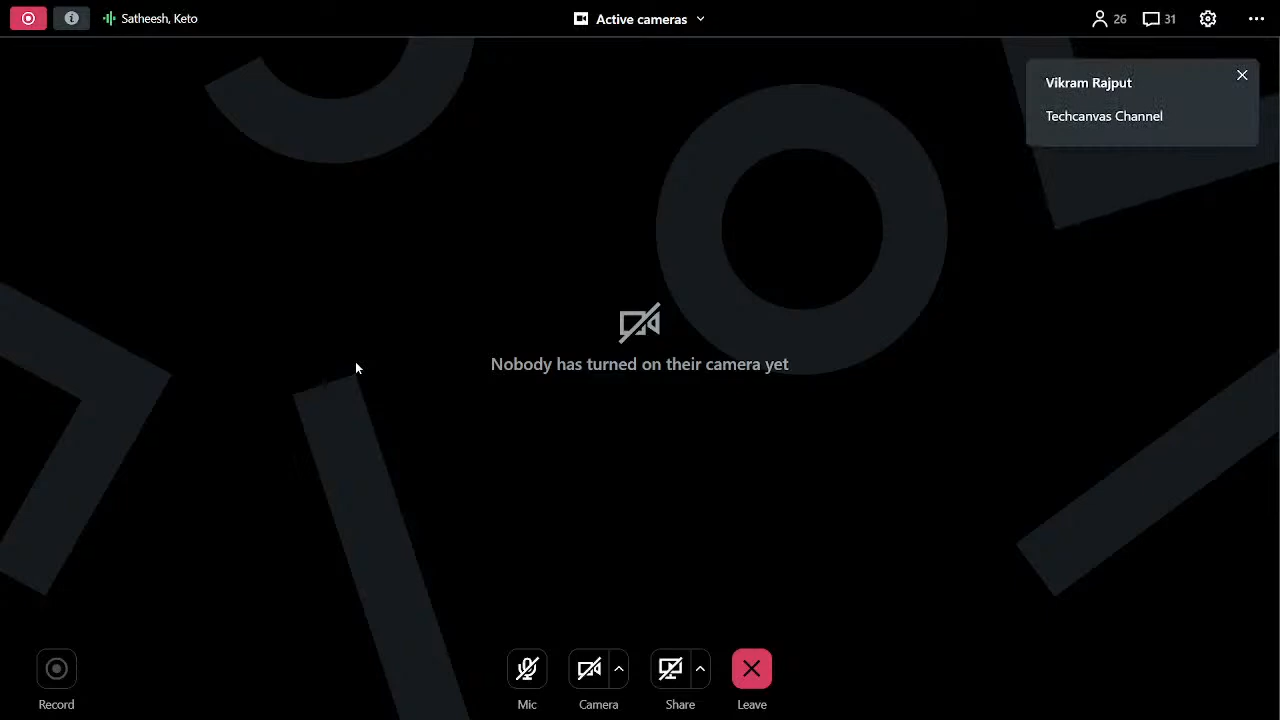 Satheesh, Keto
Active cameras
26
31
Vikram Rajput
Techcanvas Channel
Nobody has turned on their camera yet
Record
Mic
Camera
Share
Leave